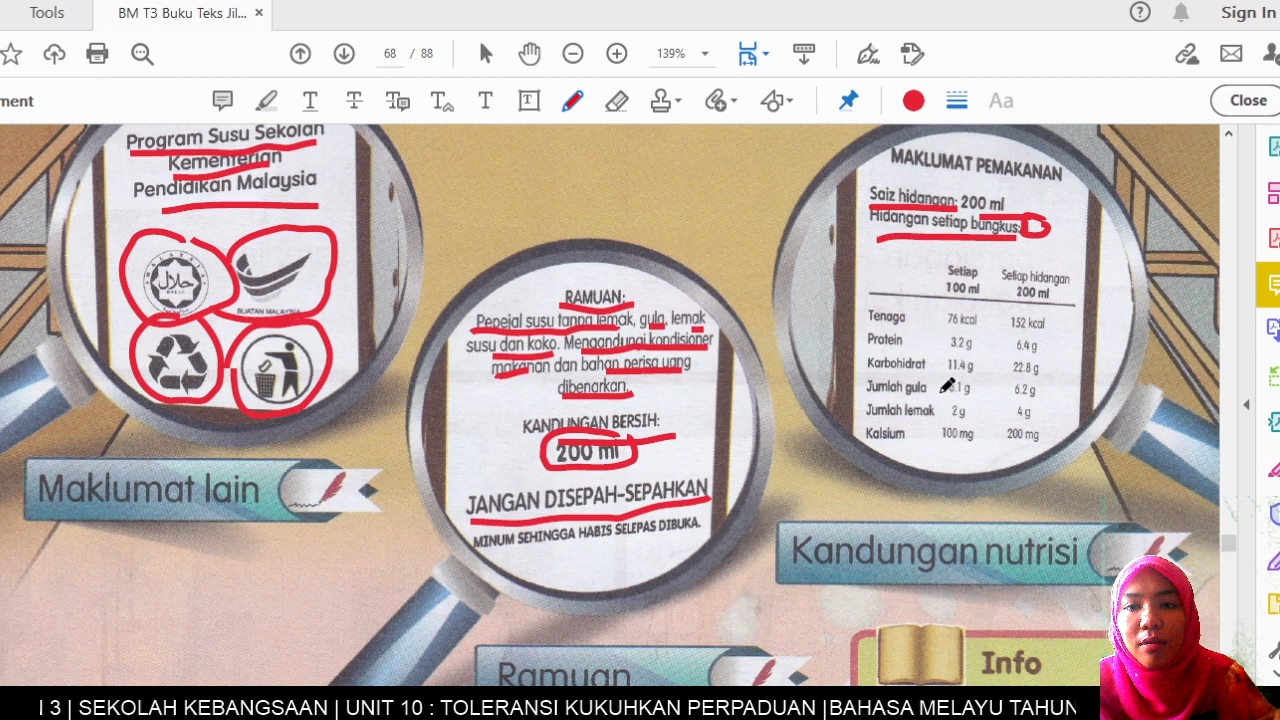 Tools
BM T3 Buku Teks Jil... ×
Sign In
68 / 88
139%
ment
Aa
Close
Program Susu Sekolah
Kementerian
Pendidikan Malaysia
MALAYSIA
حلال
HALAL
BUATAN MALAYSIA
Maklumat lain
RAMUAN:
Pepejal susu tanpa lemak, gula, lemak
susu dan koko. Mengandungi kondisioner
makanan dan bahan perisa yang
dibenarkan.
KANDUNGAN BERSIH:
200 ml
JANGAN DISEPAH-SEPAHKAN
MINUM SEHINGGA HABIS SELEPAS DIBUKA.
Ramuan
MAKLUMAT PEMAKANAN
Saiz hidangan: 200 ml
Hidangan setiap bungkus:
Setiap 100 ml Setiap hidangan 200 ml
Tenaga 76 kcal 152 kcal
Protein 3.2 g 6.4 g
Karbohidrat 11.4 g 22.8 g
Jumlah gula .1 g 6.2 g
Jumlah lemak 2 g 4 g
Kalsium 100 mg 200 mg
Kandungan nutrisi
Info
3 | SEKOLAH KEBANGSAAN | UNIT 10 : TOLERANSI KUKUHKAN PERPADUAN |BAHASA MELAYU TAHUN